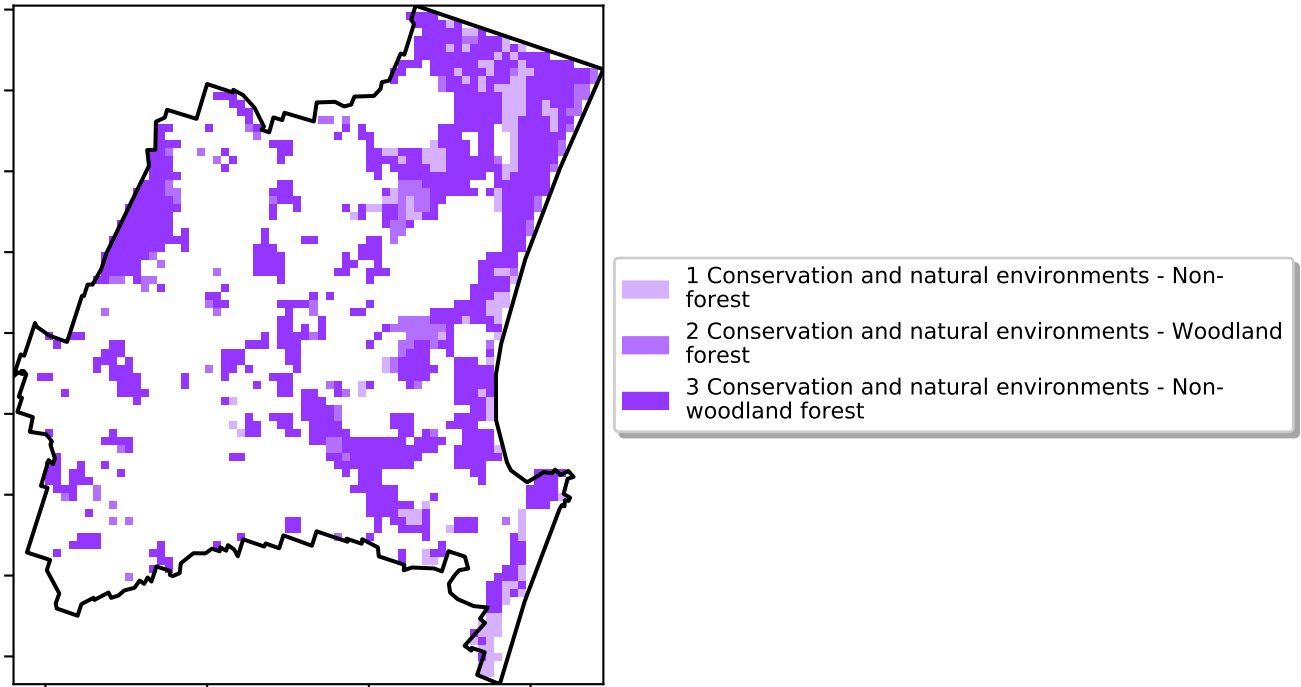 1 Conservation and natural environments - Non-
forest
2 Conservation and natural environments - Woodland
forest
3 Conservation and natural environments - Non-
woodland forest